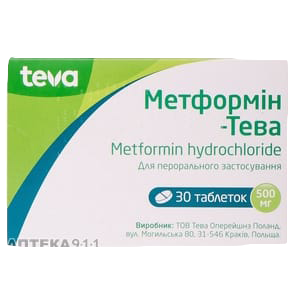 teva
Метформін
-Тева
Metformin hydrochloride
Для перорального застосування
30 таблеток
500
мг
Виробник: ТОВ Тева Оперейшнз Поланд,
вул. Могильська 80, 31-546 Краків, Польща.
АПТЕКА 9·1·1